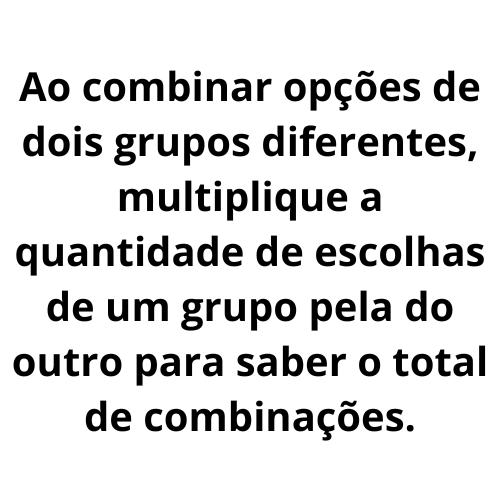 Ao combinar opções de
dois grupos diferentes,
multiplique a
quantidade de escolhas
de um grupo pela do
outro para saber o total
de combinações.